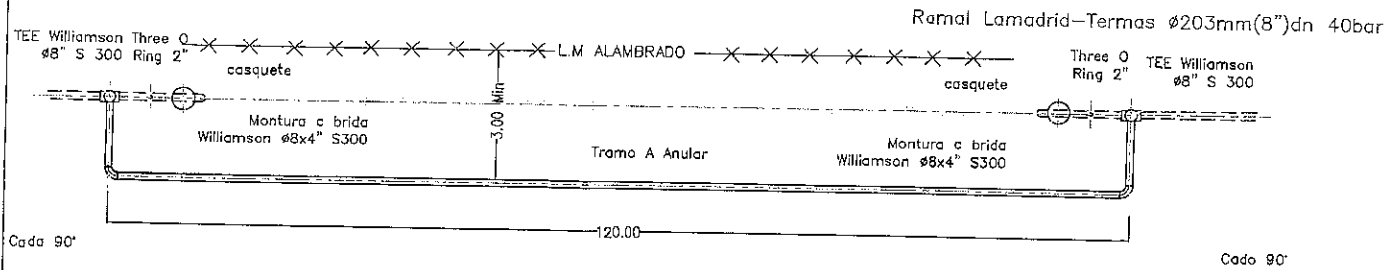 Ramal Lamadrid-Termas ø203mm(8")dn 40bar
TEE Williamson Three O
ø8" S 300 Ring 2"
casquete
L.M ALAMBRADO
Three O
Ring 2"
TEE Williamson
ø8" S 300
casquete
Montura c brida
Williamson ø8x4" S300
3.00 Min
Tramo A Anular
Montura c brida
Williamson ø8x4" S300
120.00
Codo 90°
Codo 90°